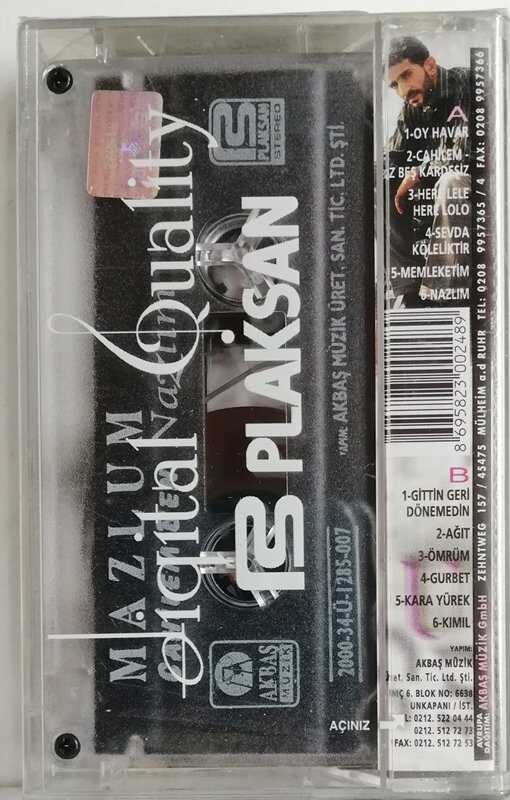 MAZLUM
Digital Quality
PLAKSAN
STEREO
PLAKSAN
YAPIM: AKBAŞ MÜZİK ÜRET. SAN. TİC. LTD. ŞTİ.
AKBAŞ
MÜZİK
2000-34-Ü-1285-007
AÇINIZ
A
1-OY HAVAR
2-CAHİLEM -
Z BEŞ KARDEŞİZ
3-HERE LELE
HERE LOLO
4-SEVDA
KÖLELİKTİR
5-MEMLEKETİM
6-NAZLIM
8 695823 002489
B
1-GİTTİN GERİ
DÖNEMEDİN
2-AĞIT
3-ÖMRÜM
4-GURBET
5-KARA YÜREK
6-KIMIL
YAPIM:
AKBAŞ MÜZİK
ret. San. Tic. Ltd. Şti.
MÇ 6. BLOK NO: 6638
UNKAPANI / İST.
L: 0212. 522 04 44
0212. 512 72 73
FAX: 0212. 512 72 53
AVRUPA
DAĞITIM: AKBAŞ MÜZİK GmbH ZEHNTWEG 157 / 45475 MÜLHEİM a.d RUHR TEL: 0208 9957365 / 4 FAX: 0208 9957366